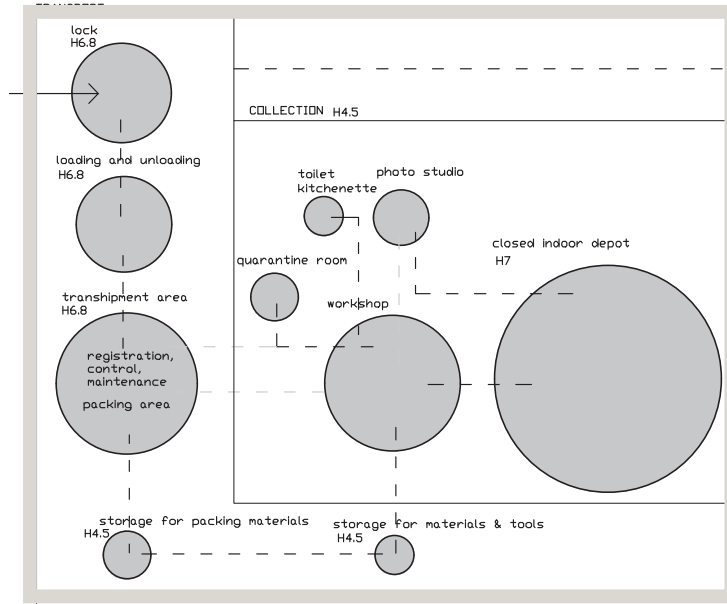 lock
H6.8
COLLECTION H4.5
loading and unloading
H6.8
toilet
kitchenette
photo studio
closed indoor depot
H7
quarantine room
transhipment area
H6.8
workshop
registration,
control,
maintenance
packing area
storage for packing materials
H4.5
storage for materials & tools
H4.5